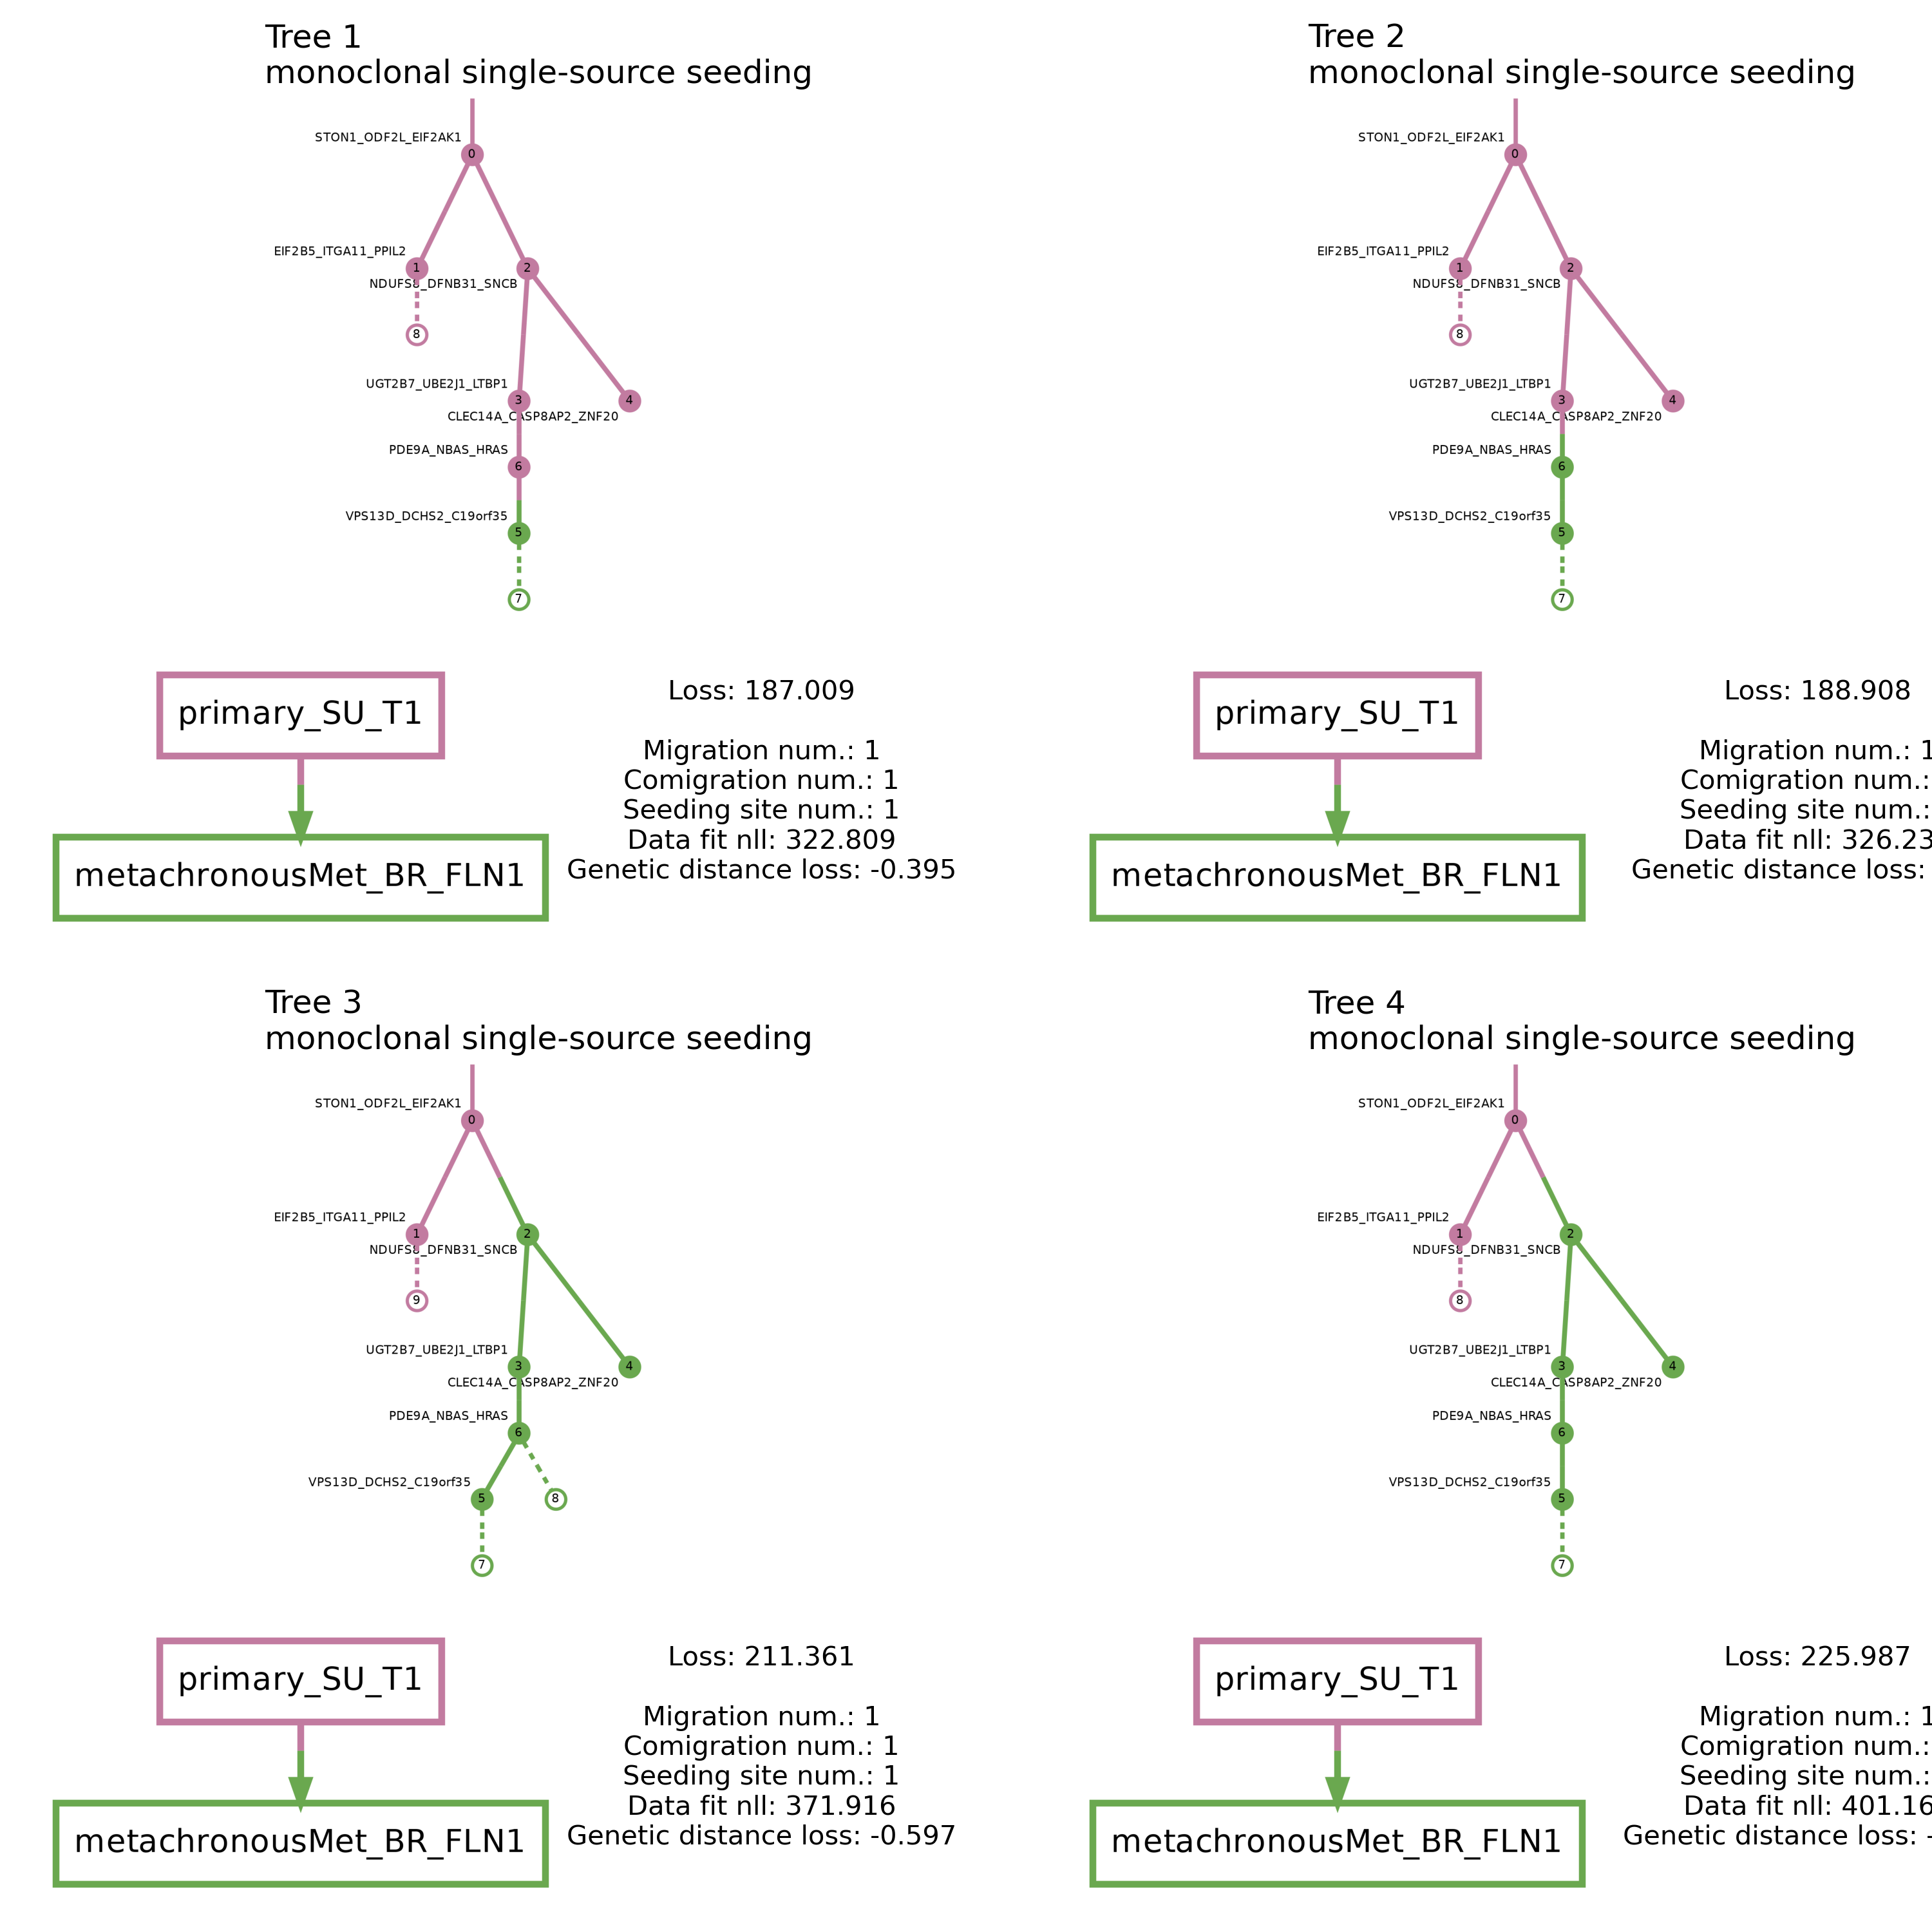 Tree 1
monoclonal single-source seeding
STON1_ODF2L_EIF2AK1
0
EIF2B5_ITGA11_PPIL2
1
2
NDUFS8_DFNB31_SNCB
8
UGT2B7_UBE2J1_LTBP1
3
4
CLEC14A_CASP8AP2_ZNF20
PDE9A_NBAS_HRAS
6
VPS13D_DCHS2_C19orf35
5
7
primary_SU_T1
metachronousMet_BR_FLN1
Loss: 187.009
Migration num.: 1
Comigration num.: 1
Seeding site num.: 1
Data fit nll: 322.809
Genetic distance loss: -0.395
Tree 2
monoclonal single-source seeding
STON1_ODF2L_EIF2AK1
0
EIF2B5_ITGA11_PPIL2
1
2
NDUFS8_DFNB31_SNCB
8
UGT2B7_UBE2J1_LTBP1
3
4
CLEC14A_CASP8AP2_ZNF20
PDE9A_NBAS_HRAS
6
VPS13D_DCHS2_C19orf35
5
7
primary_SU_T1
metachronousMet_BR_FLN1
Loss: 188.908
Migration num.: 1
Comigration num.:
Seeding site num.:
Data fit nll: 326.23
Genetic distance loss:
Tree 3
monoclonal single-source seeding
STON1_ODF2L_EIF2AK1
0
EIF2B5_ITGA11_PPIL2
1
2
NDUFS8_DFNB31_SNCB
9
UGT2B7_UBE2J1_LTBP1
3
4
CLEC14A_CASP8AP2_ZNF20
PDE9A_NBAS_HRAS
6
VPS13D_DCHS2_C19orf35
5
8
7
primary_SU_T1
metachronousMet_BR_FLN1
Loss: 211.361
Migration num.: 1
Comigration num.: 1
Seeding site num.: 1
Data fit nll: 371.916
Genetic distance loss: -0.597
Tree 4
monoclonal single-source seeding
STON1_ODF2L_EIF2AK1
0
EIF2B5_ITGA11_PPIL2
1
2
NDUFS8_DFNB31_SNCB
8
UGT2B7_UBE2J1_LTBP1
3
4
CLEC14A_CASP8AP2_ZNF20
PDE9A_NBAS_HRAS
6
VPS13D_DCHS2_C19orf35
5
7
primary_SU_T1
metachronousMet_BR_FLN1
Loss: 225.987
Migration num.: 1
Comigration num.:
Seeding site num.:
Data fit nll: 401.16
Genetic distance loss: -